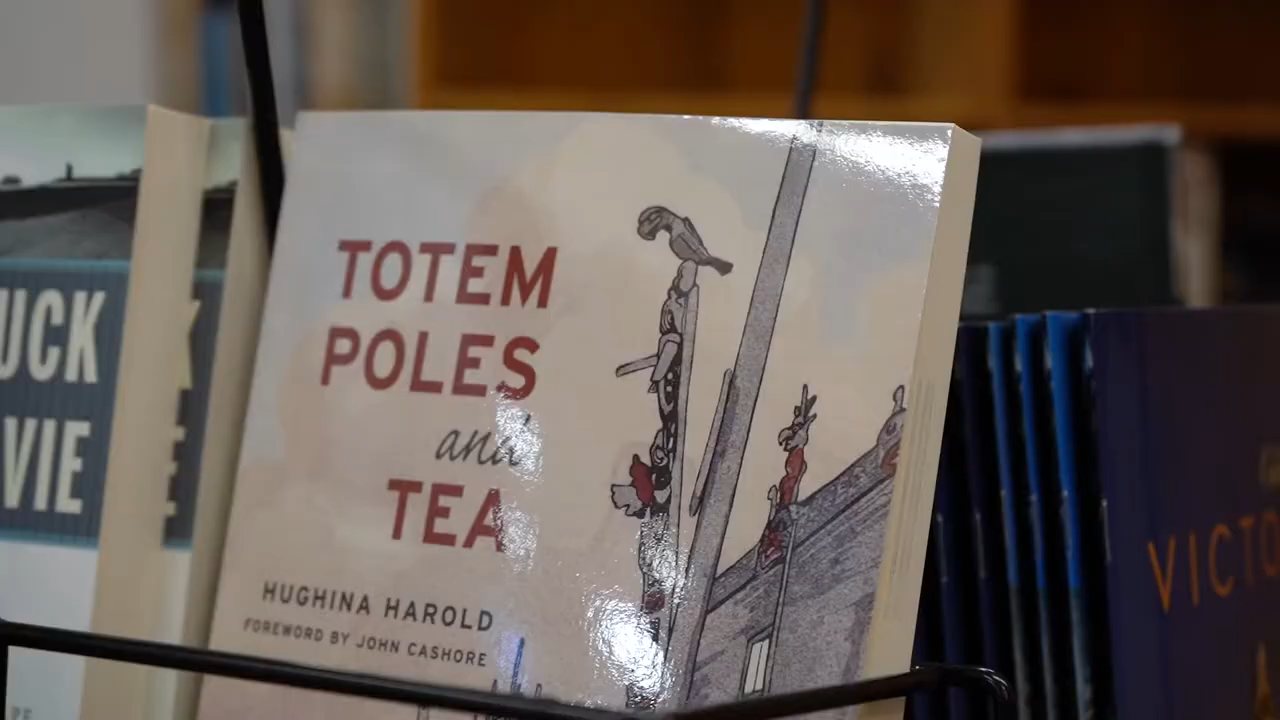 UCK
VIE
TOTEM
POLES
and
TEA
HUGHINA HAROLD
FOREWORD BY JOHN CASHORE
VICTO